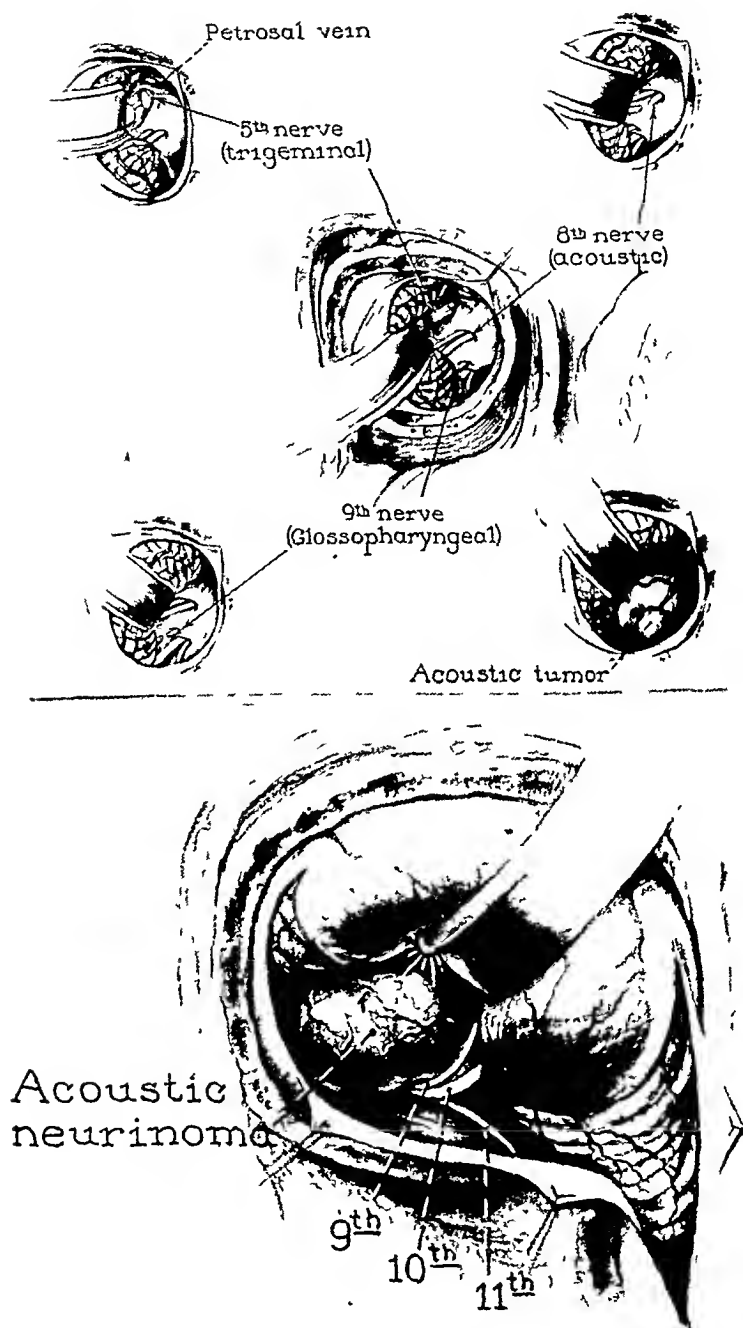 Petrosal vein
5th nerve
(trigeminal)
8th nerve
(acoustic)
9th nerve
(Glossopharyngeal)
Acoustic tumor
Acoustic
neurinoma
9th
10th
11th